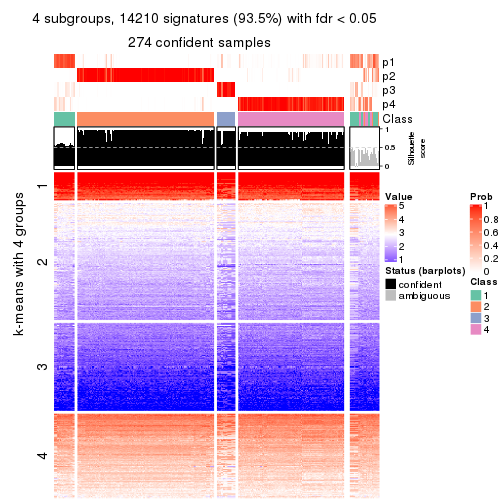 4 subgroups, 14210 signatures (93.5%) with fdr < 0.05
274 confident samples
p1
p2
p3
p4
Class
1
0.5
0
Silhouette
score
k-means with 4 groups
1
2
3
4
Value
5
4
3
2
1
Status (barplots)
confident
ambiguous
Prob
1
0.8
0.6
0.4
0.2
0
Class
1
2
3
4